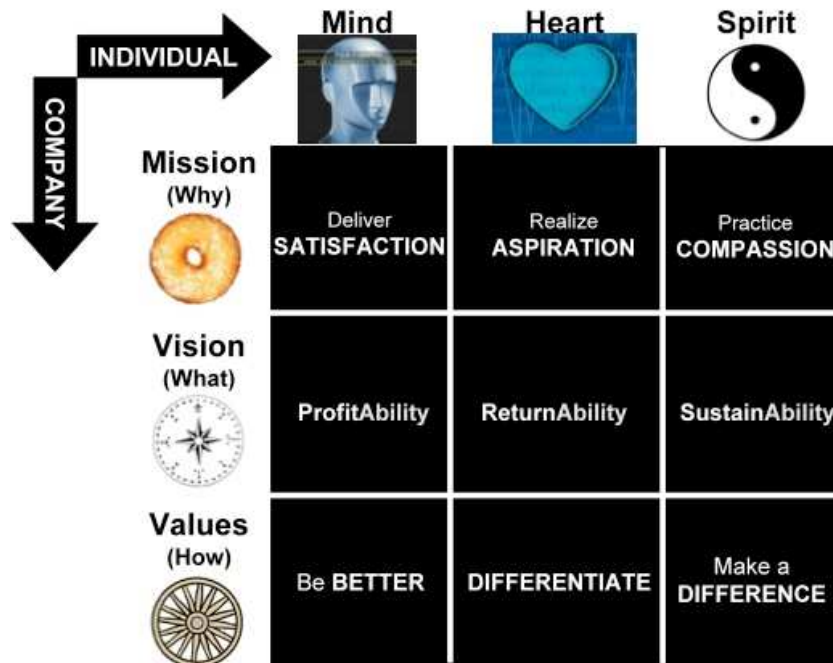 Mind Heart Spirit
INDIVIDUAL
COMPANY
Mission
(Why)
Deliver
SATISFACTION
Realize
ASPIRATION
Practice
COMPASSION
Vision
(What)
ProfitAbility
ReturnAbility
SustainAbility
Values
(How)
Be BETTER
DIFFERENTIATE
Make a
DIFFERENCE